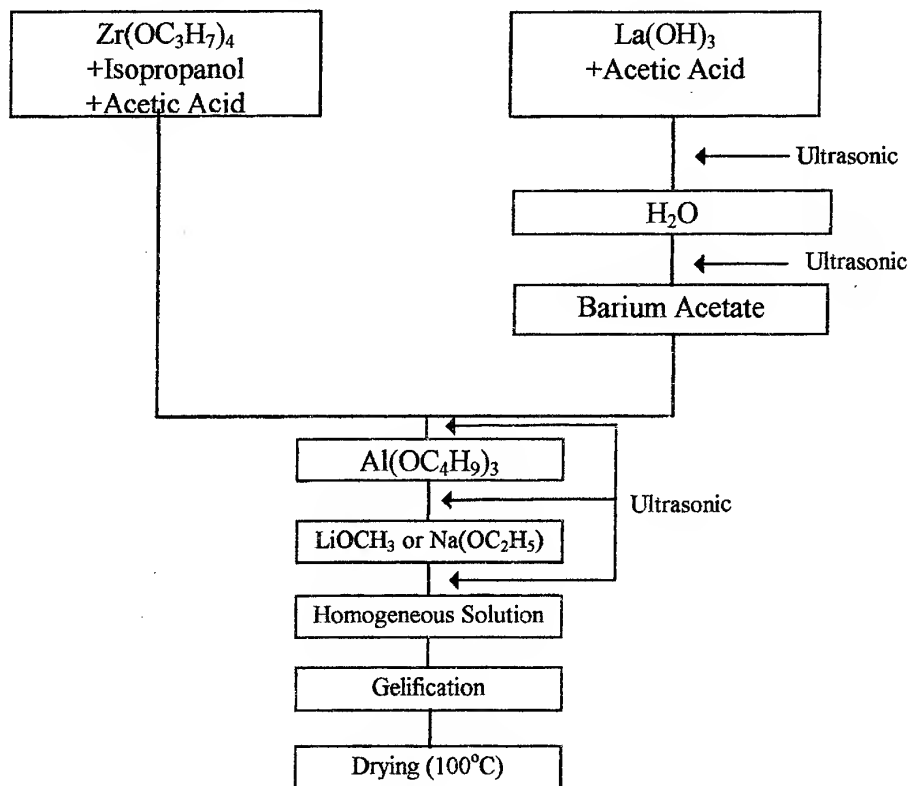 Zr(OC₃H₇)₄
+Isopropanol
+Acetic Acid
La(OH)₃
+Acetic Acid
Ultrasonic
H₂O
Ultrasonic
Barium Acetate
Al(OC₄H₉)₃
Ultrasonic
LiOCH₃ or Na(OC₂H₅)
Homogeneous Solution
Gelification
Drying (100°C)